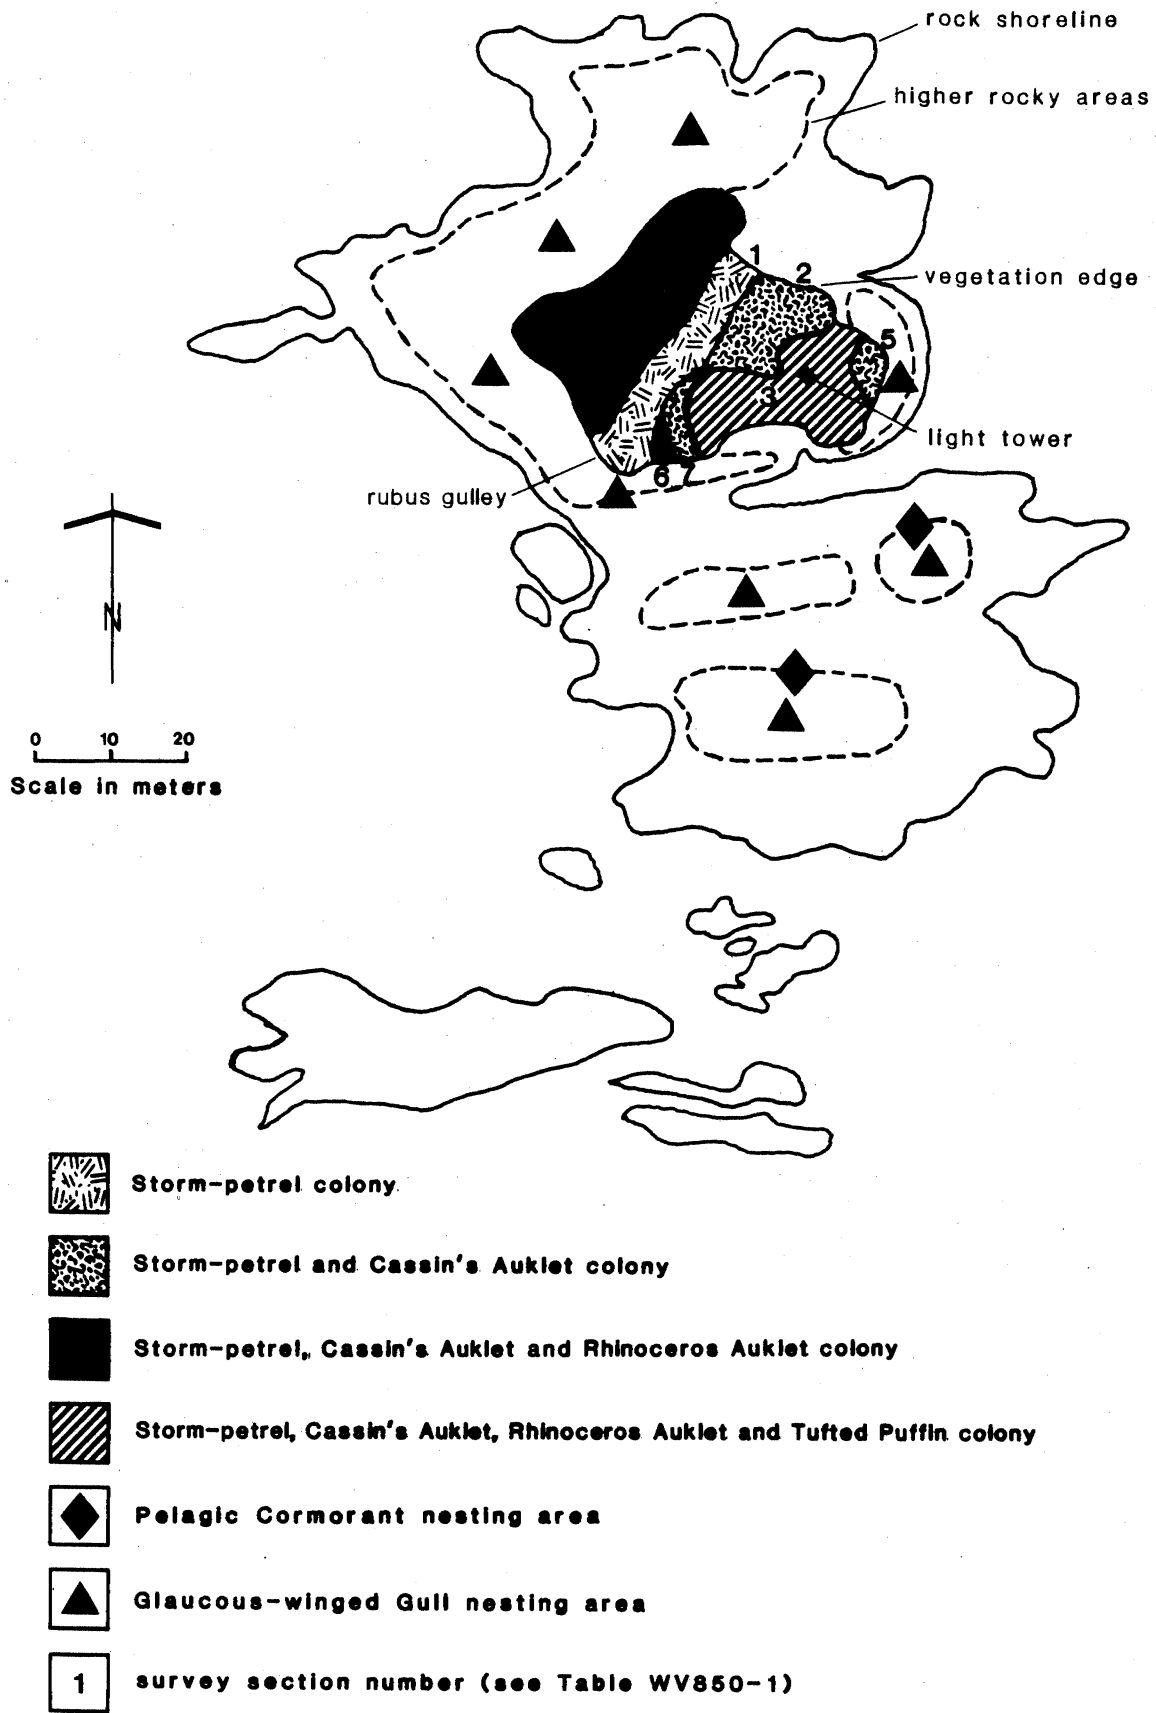 rock shoreline
higher rocky areas
1
2
vegetation edge
5
3
light tower
6 7
rubus gulley
N
0 10 20
Scale in meters
Storm-petrel colony
Storm-petrel and Cassin's Auklet colony
Storm-petrel, Cassin's Auklet and Rhinoceros Auklet colony
Storm-petrel, Cassin's Auklet, Rhinoceros Auklet and Tufted Puffin colony
Pelagic Cormorant nesting area
Glaucous-winged Gull nesting area
1 survey section number (see Table WV850-1)